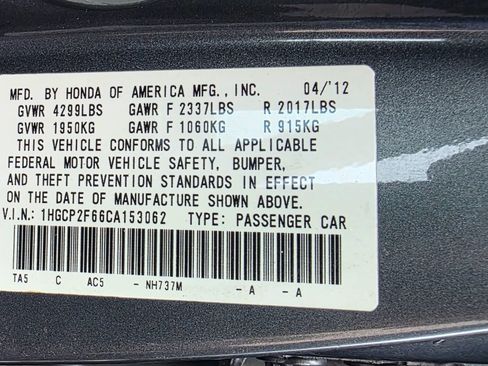 MFD. BY HONDA OF AMERICA MFG., INC. 04/'12
GVWR 4299LBS GAWR F 2337LBS R 2017LBS
GVWR 1950KG GAWR F 1060KG R 915KG
THIS VEHICLE CONFORMS TO ALL APPLICABLE
FEDERAL MOTOR VEHICLE SAFETY, BUMPER,
AND THEFT PREVENTION STANDARDS IN EFFECT
ON THE DATE OF MANUFACTURE SHOWN ABOVE.
V.I.N.: 1HGCP2F66CA153062 TYPE: PASSENGER CAR
TA5 C AC5 - NH737M - A - A